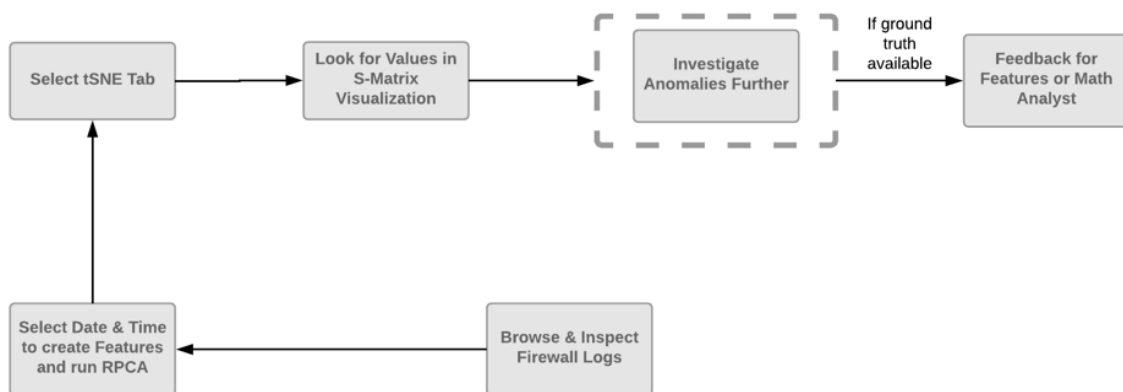 Select tSNE Tab
Look for Values in
S-Matrix
Visualization
Investigate
Anomalies Further
If ground
truth
available
Feedback for
Features or Math
Analyst
Select Date & Time
to create Features
and run RPCA
Browse & Inspect
Firewall Logs